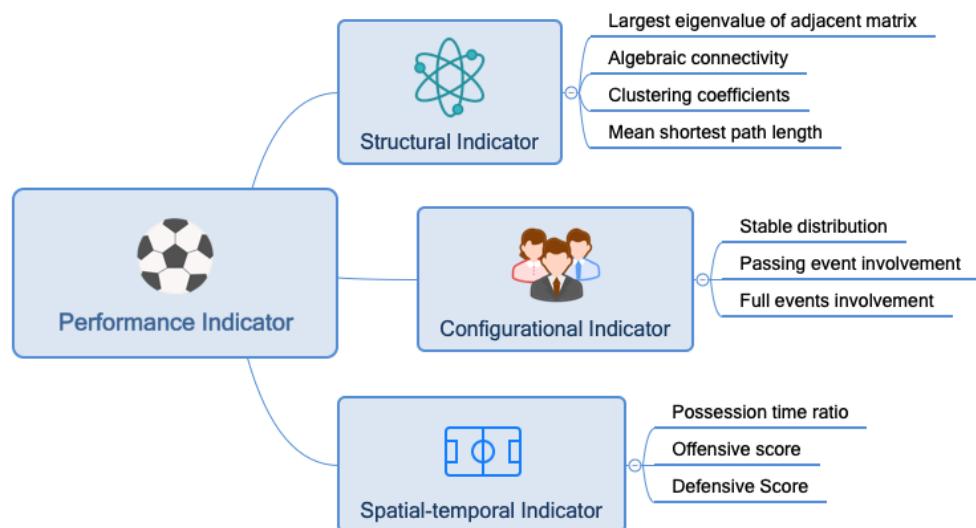 Performance Indicator
Structural Indicator
Largest eigenvalue of adjacent matrix
Algebraic connectivity
Clustering coefficients
Mean shortest path length
Configurational Indicator
Stable distribution
Passing event involvement
Full events involvement
Spatial-temporal Indicator
Possession time ratio
Offensive score
Defensive Score